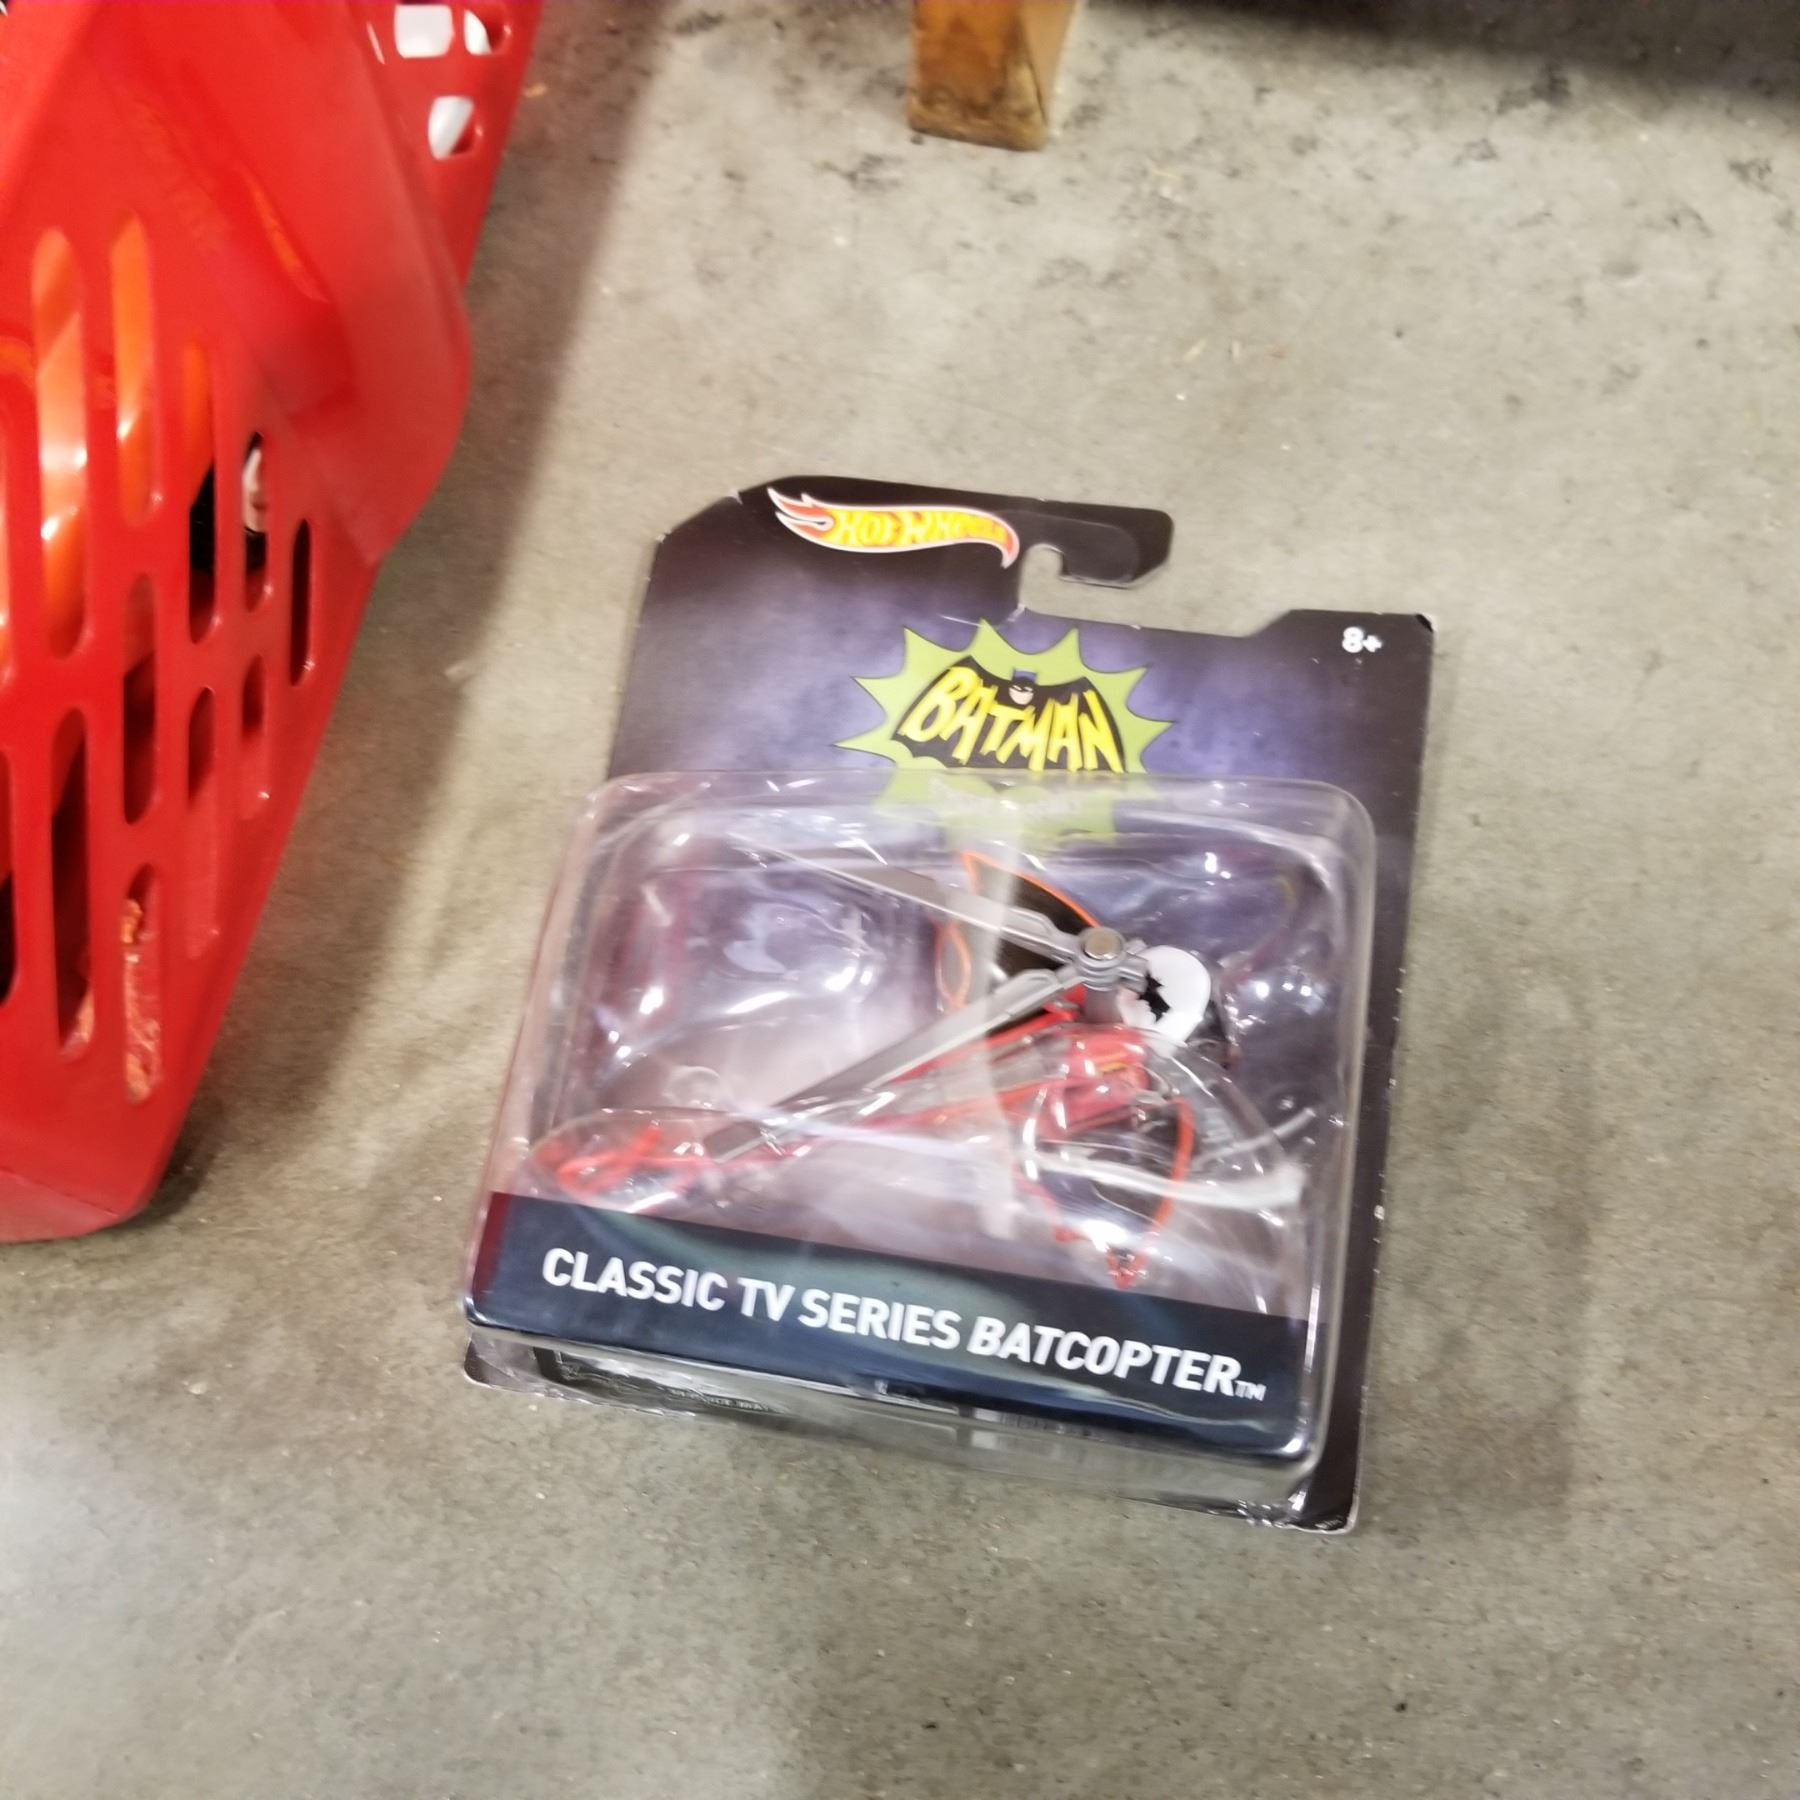 HOT WHEELS
8+
BATMAN
CLASSIC TV SERIES BATCOPTER™